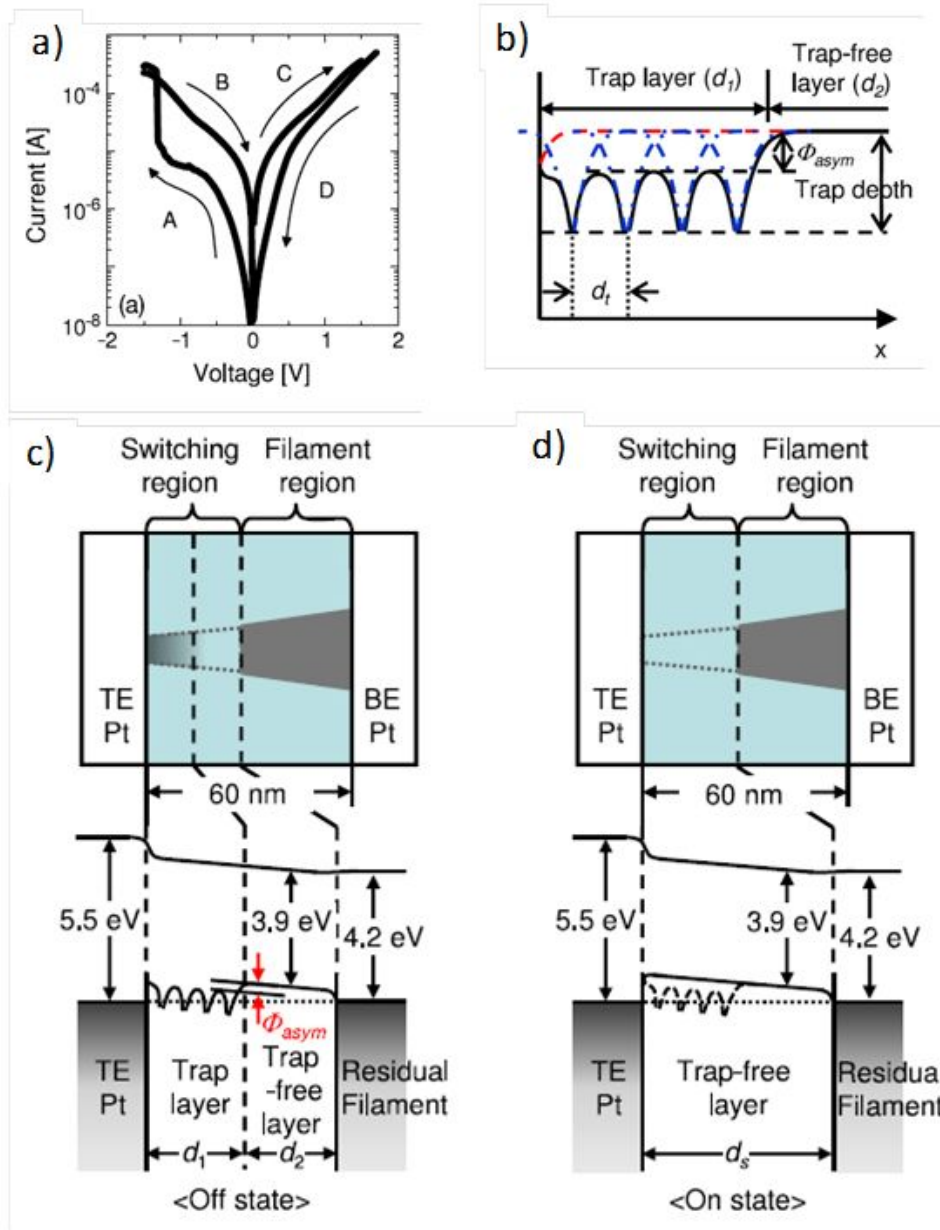 a)
Current [A]
10⁻⁴
10⁻⁶
10⁻⁸
A
B
C
D
(a)
-2
-1
0
1
2
Voltage [V]
b)
Trap layer (d₁)
Trap-free
layer (d₂)
Φasym
Trap depth
dₜ
x
c)
Switching
region
Filament
region
TE
Pt
BE
Pt
60 nm
5.5 eV
3.9 eV
4.2 eV
Φasym
TE
Pt
Trap
layer
Trap
-free
layer
Residual
Filament
d₁
d₂
<Off state>
d)
Switching
region
Filament
region
TE
Pt
BE
Pt
60 nm
5.5 eV
3.9 eV
4.2 eV
TE
Pt
Trap-free
layer
Residual
Filament
dₛ
<On state>